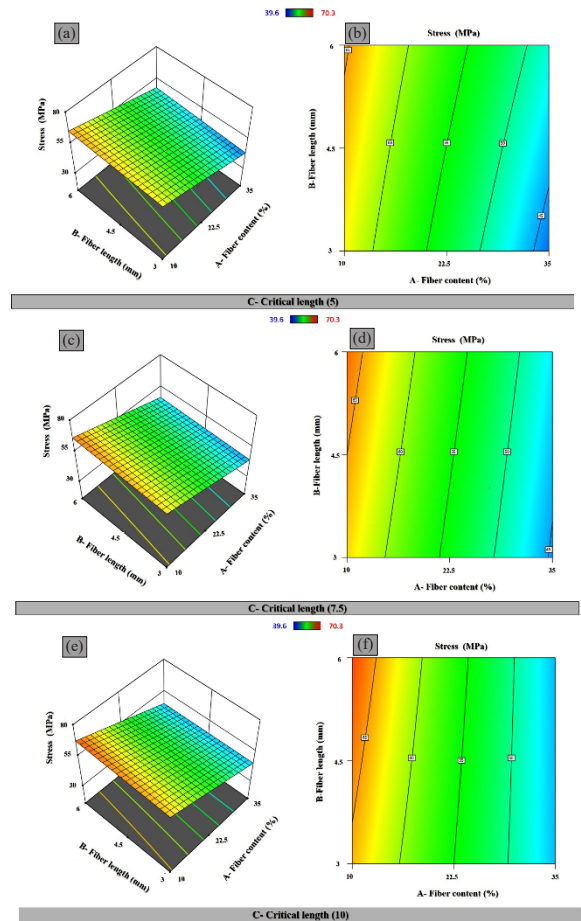 39.6 70.3
(a)
Stress (MPa)
80
55
30
6
4.5
3
B- Fiber length (mm)
10
22.5
35
A- Fiber content (%)
(b)
Stress (MPa)
6
4.5
3
B-Fiber length (mm)
10
22.5
35
A- Fiber content (%)
C- Critical length (5)
39.6 70.3
(c)
Stress (MPa)
80
55
30
6
4.5
3
B- Fiber length (mm)
10
22.5
35
A- Fiber content (%)
(d)
Stress (MPa)
6
4.5
3
B-Fiber length (mm)
10
22.5
35
A- Fiber content (%)
C- Critical length (7.5)
39.6 70.3
(e)
Stress (MPa)
80
55
30
6
4.5
3
B- Fiber length (mm)
10
22.5
35
A- Fiber content (%)
(f)
Stress (MPa)
6
4.5
3
B-Fiber length (mm)
10
22.5
35
A- Fiber content (%)
C- Critical length (10)